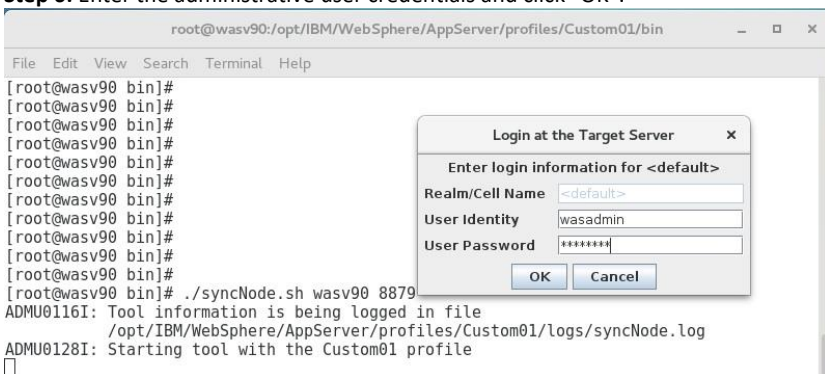 Step 3: Enter the administrative user credentials and click "OK".
root@wasv90:/opt/IBM/WebSphere/AppServer/profiles/Custom01/bin
File Edit View Search Terminal Help
[root@wasv90 bin]#
[root@wasv90 bin]#
[root@wasv90 bin]#
[root@wasv90 bin]#
[root@wasv90 bin]#
[root@wasv90 bin]#
[root@wasv90 bin]#
[root@wasv90 bin]#
[root@wasv90 bin]#
[root@wasv90 bin]#
[root@wasv90 bin]# ./syncNode.sh wasv90 8879
ADMU0116I: Tool information is being logged in file
/opt/IBM/WebSphere/AppServer/profiles/Custom01/logs/syncNode.log
ADMU0128I: Starting tool with the Custom01 profile
Login at the Target Server
Enter login information for <default>
Realm/Cell Name <default>
User Identity wasadmin
User Password ********
OK Cancel